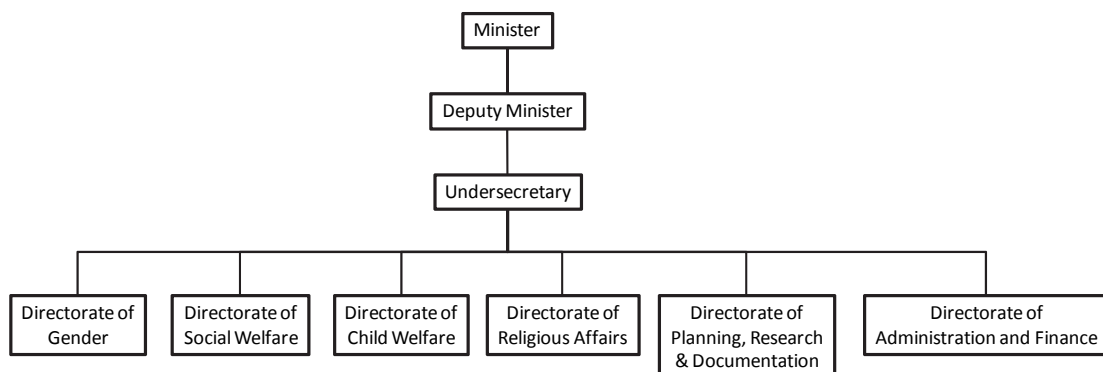 Minister
Deputy Minister
Undersecretary
Directorate of
Gender
Directorate of
Social Welfare
Directorate of
Child Welfare
Directorate of
Religious Affairs
Directorate of
Planning, Research
& Documentation
Directorate of
Administration and Finance